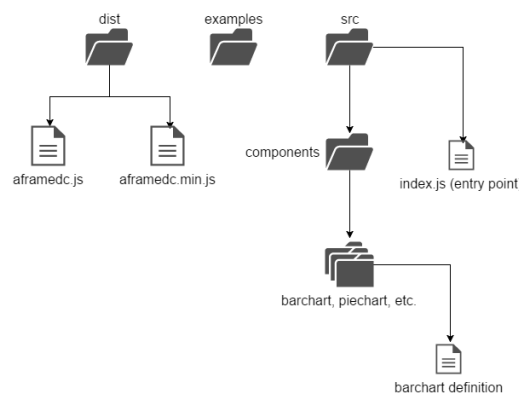 dist
examples
src
components
aframedc.js
aframedc.min.js
index.js (entry point
barchart, piechart, etc.
barchart definition